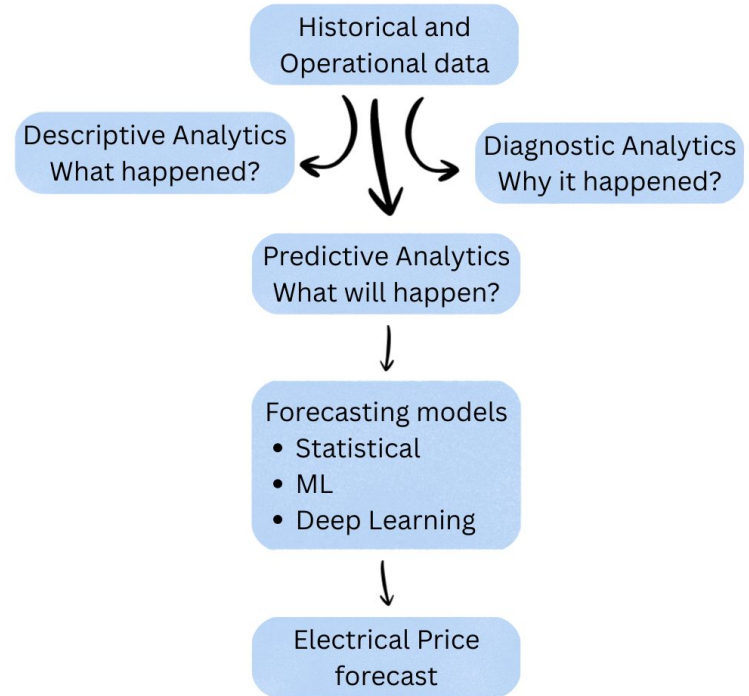 Historical and
Operational data
Descriptive Analytics
What happened?
Diagnostic Analytics
Why it happened?
Predictive Analytics
What will happen?
Forecasting models
• Statistical
• ML
• Deep Learning
Electrical Price
forecast